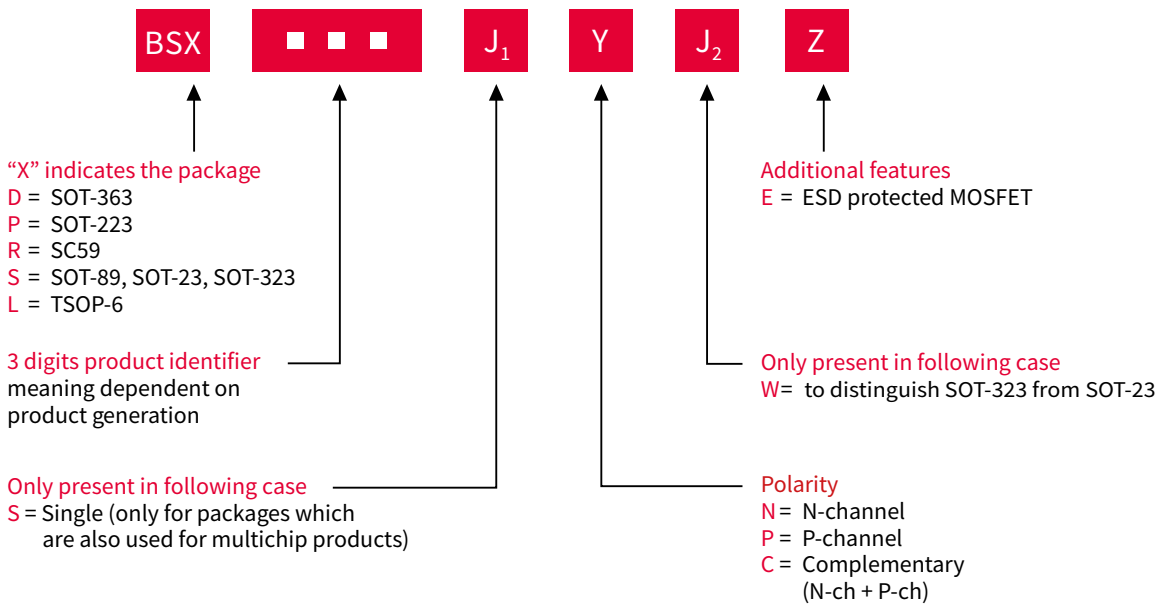 BSX J₁ Y J₂ Z
“X” indicates the package
D = SOT-363
P = SOT-223
R = SC59
S = SOT-89, SOT-23, SOT-323
L = TSOP-6
Additional features
E = ESD protected MOSFET
3 digits product identifier
meaning dependent on
product generation
Only present in following case
W= to distinguish SOT-323 from SOT-23
Only present in following case
S = Single (only for packages which
are also used for multichip products)
Polarity
N= N-channel
P = P-channel
C = Complementary
(N-ch + P-ch)